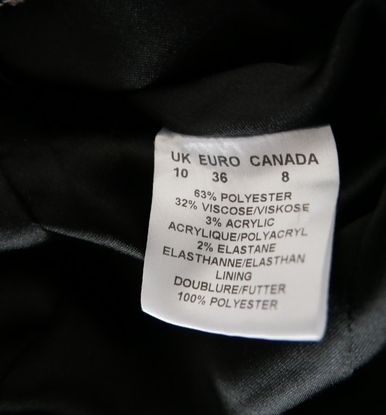 UK EURO CANADA
10 36 8
63% POLYESTER
32% VISCOSE/VISKOSE
3% ACRYLIC
ACRYLIQUE/POLYACRYL
2% ELASTANE
ELASTHANNE/ELASTHAN
LINING
DOUBLURE/FUTTER
100% POLYESTER